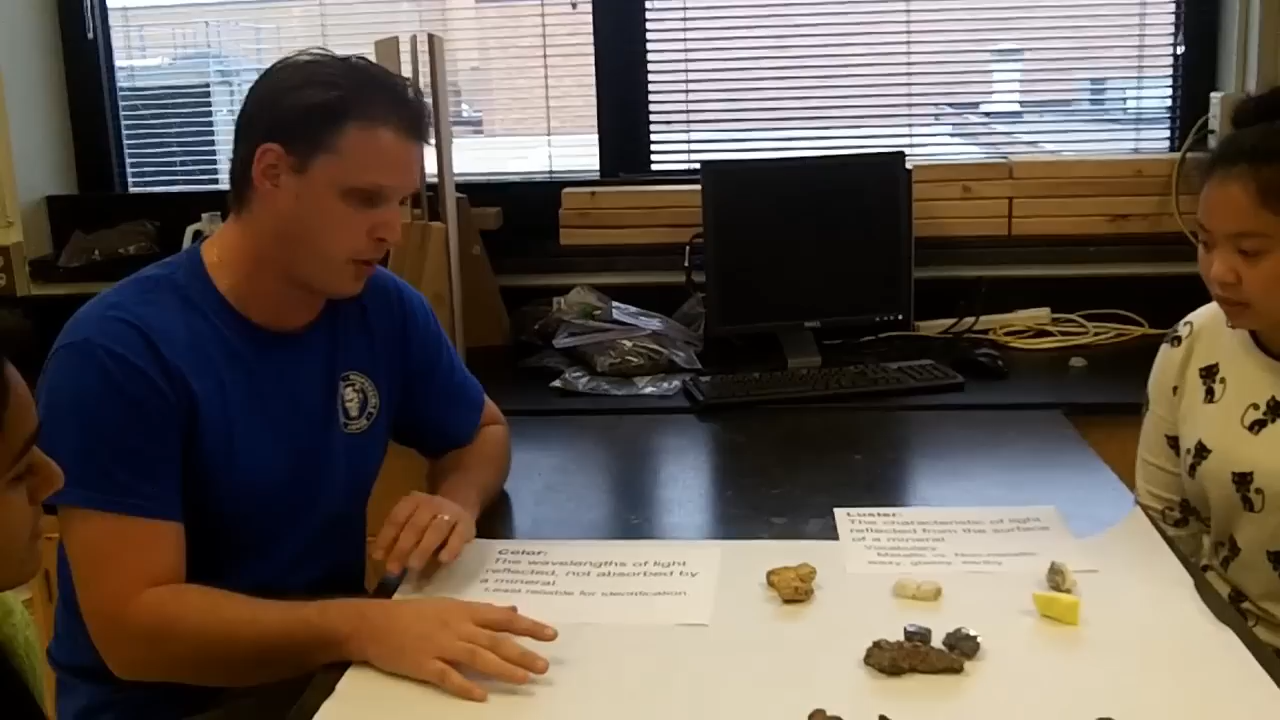 Color:
The wavelengths of light
reflected, not absorbed by
a mineral.
Least reliable for identification.
Luster:
The characteristic of light
reflected from the surface
of a mineral
Vocabulary:
Metallic vs. Non-metallic
waxy, glassy, earthy